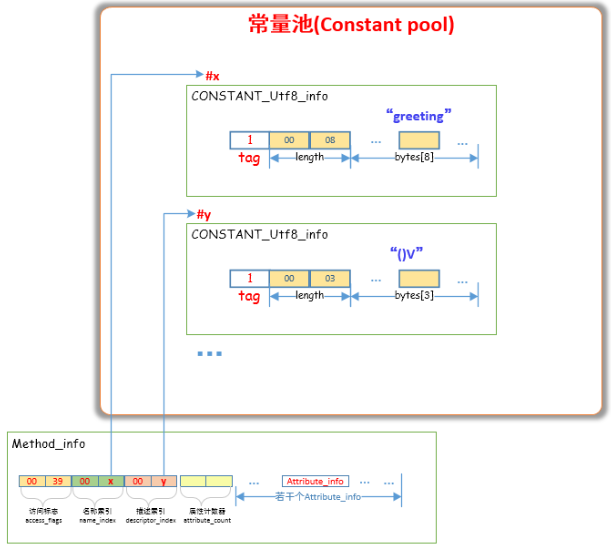 常量池(Constant pool)
#x
CONSTANT_Utf8_info
“greeting”
1 00 08 ... ...
tag length bytes[8]
#y
CONSTANT_Utf8_info
“()V”
1 00 03 ... ...
tag length bytes[3]
...
Method_info
00 39 00 x 00 y ... Attribute_info ... ...
若干个Attribute_info
访问标志 名称索引 描述索引 属性计数器
access_flags name_index descriptor_index attribute_count